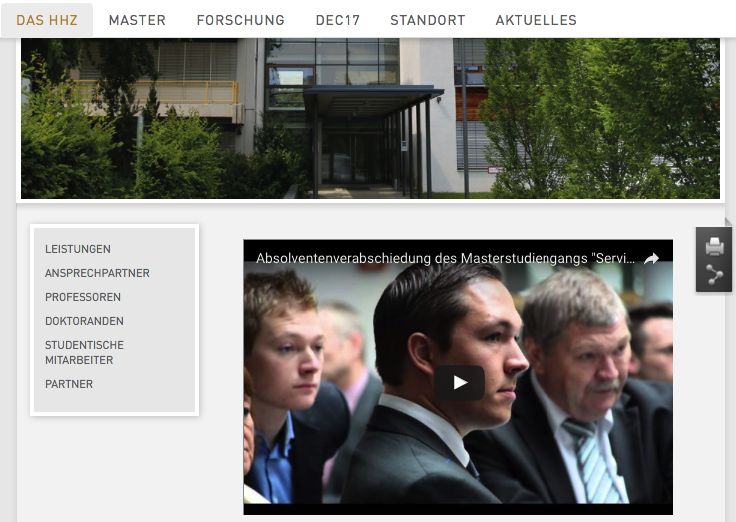 DAS HHZ
MASTER
FORSCHUNG
DEC17
STANDORT
AKTUELLES
LEISTUNGEN
ANSPRECHPARTNER
PROFESSOREN
DOKTORANDEN
STUDENTISCHE
MITARBEITER
PARTNER
Absolventenverabschiedung des Masterstudiengangs "Servi...